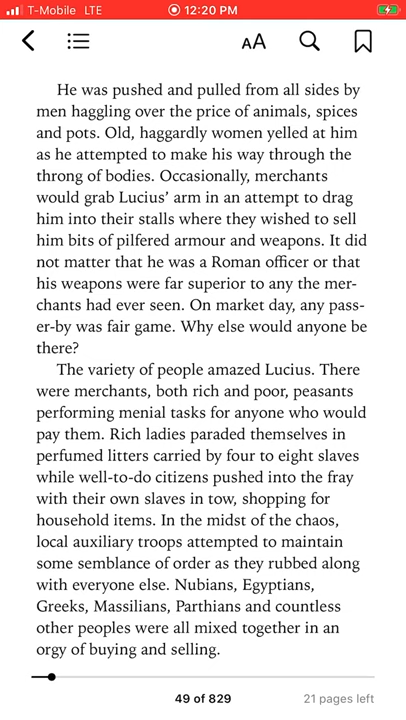 T-Mobile LTE 12:20 PM
AA
He was pushed and pulled from all sides by
men haggling over the price of animals, spices
and pots. Old, haggardly women yelled at him
as he attempted to make his way through the
throng of bodies. Occasionally, merchants
would grab Lucius’ arm in an attempt to drag
him into their stalls where they wished to sell
him bits of pilfered armour and weapons. It did
not matter that he was a Roman officer or that
his weapons were far superior to any the mer-
chants had ever seen. On market day, any pass-
er-by was fair game. Why else would anyone be
there?
The variety of people amazed Lucius. There
were merchants, both rich and poor, peasants
performing menial tasks for anyone who would
pay them. Rich ladies paraded themselves in
perfumed litters carried by four to eight slaves
while well-to-do citizens pushed into the fray
with their own slaves in tow, shopping for
household items. In the midst of the chaos,
local auxiliary troops attempted to maintain
some semblance of order as they rubbed along
with everyone else. Nubians, Egyptians,
Greeks, Massilians, Parthians and countless
other peoples were all mixed together in an
orgy of buying and selling.
49 of 829 21 pages left